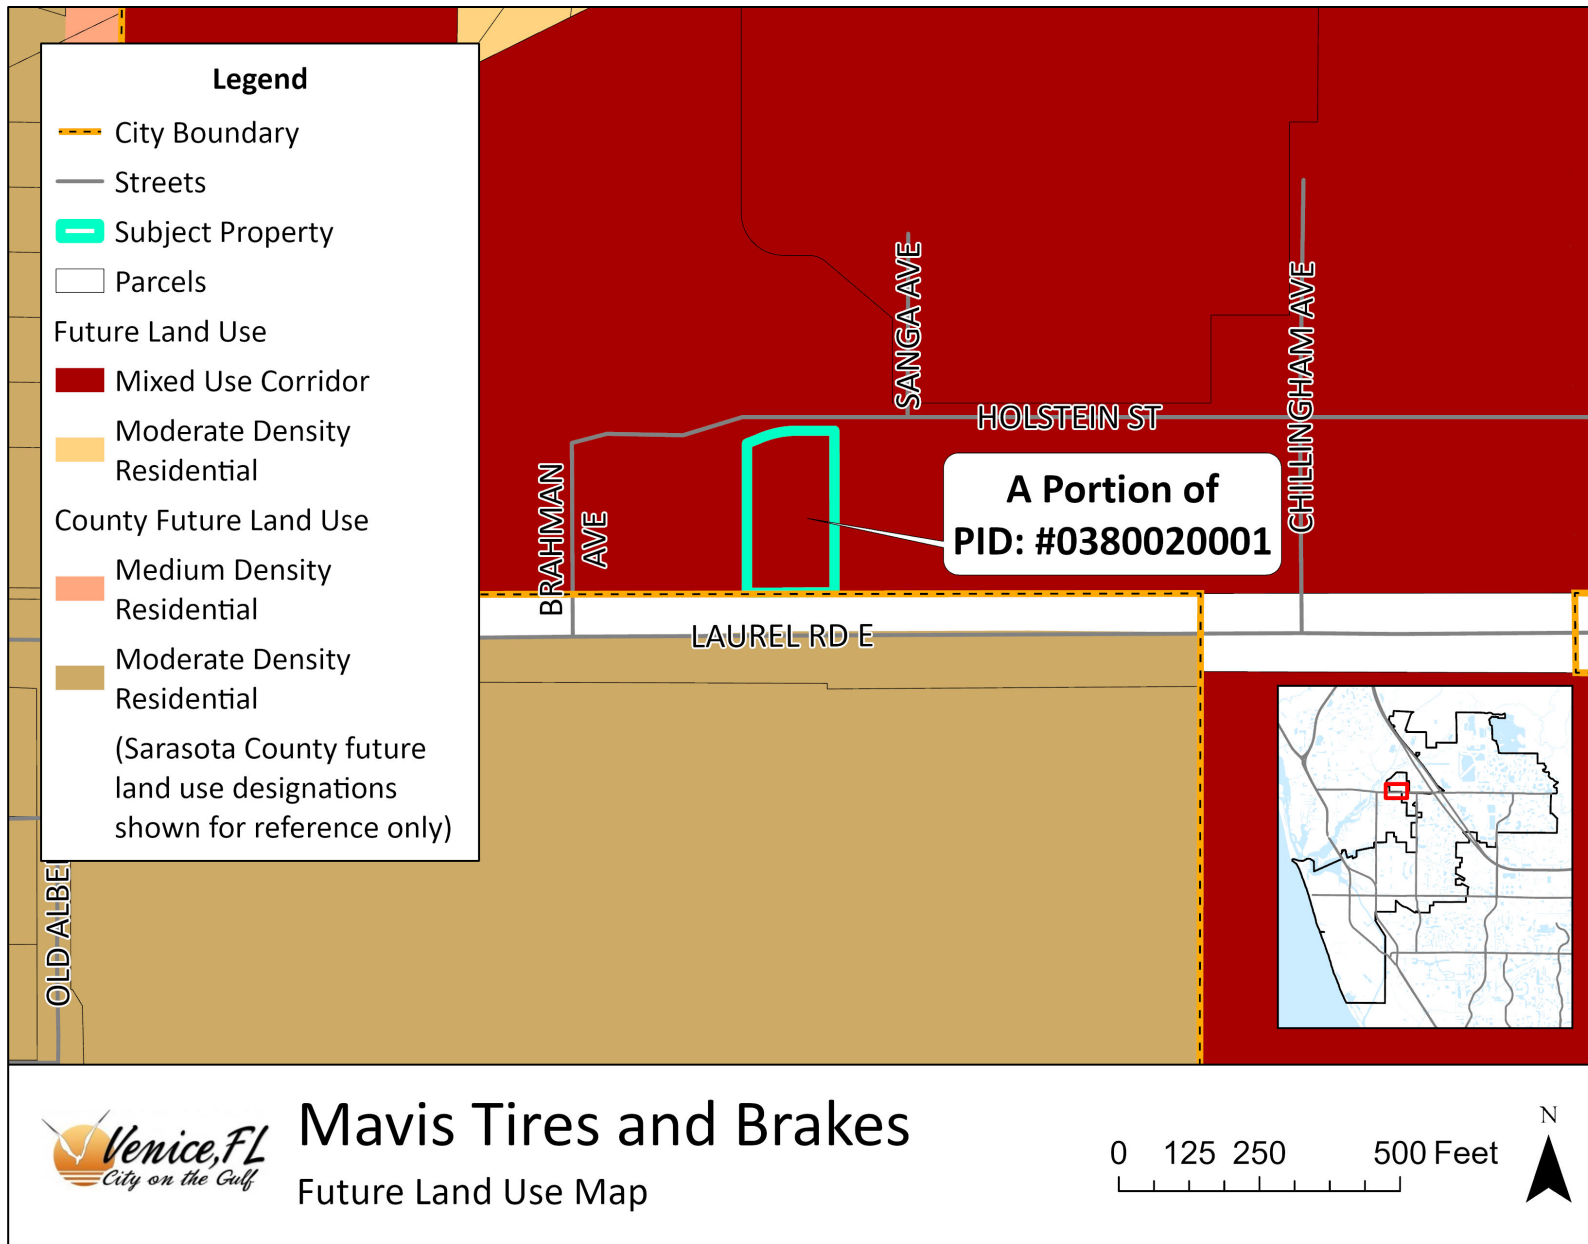 Legend
City Boundary
Streets
Subject Property
Parcels
Future Land Use
Mixed Use Corridor
Moderate Density
Residential
County Future Land Use
Medium Density
Residential
Moderate Density
Residential
(Sarasota County future
land use designations
shown for reference only)
SANGA AVE
CHILLINGHAM AVE
HOLSTEIN ST
BRAHMAN
AVE
A Portion of
PID: #0380020001
LAUREL RD E
OLD ALBE
Venice, FL
City on the Gulf
Mavis Tires and Brakes
Future Land Use Map
0 125 250 500 Feet
N